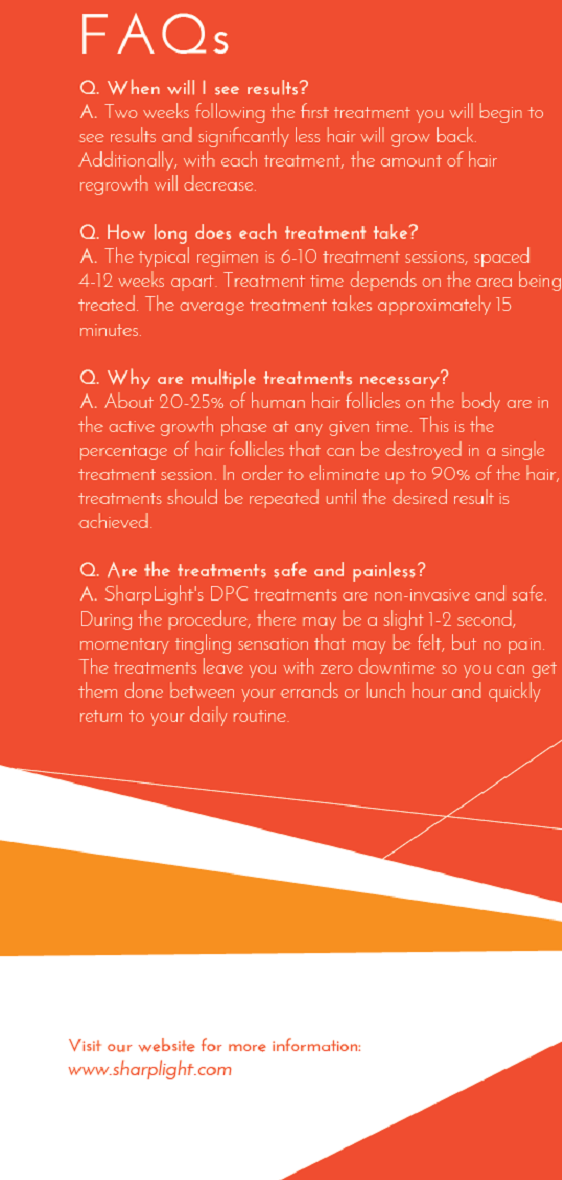 FAQs
Q. When will I see results?
A. Two weeks following the first treatment you will begin to
see results and significantly less hair will grow back.
Additionally, with each treatment, the amount of hair
regrowth will decrease.
Q. How long does each treatment take?
A. The typical regimen is 6-10 treatment sessions, spaced
4-12 weeks apart. Treatment time depends on the area being
treated. The average treatment takes approximately 15
minutes.
Q. Why are multiple treatments necessary?
A. About 20-25% of human hair follicles on the body are in
the active growth phase at any given time. This is the
percentage of hair follicles that can be destroyed in a single
treatment session. In order to eliminate up to 90% of the hair,
treatments should be repeated until the desired result is
achieved.
Q. Are the treatments safe and painless?
A. SharpLight's DPC treatments are non-invasive and safe.
During the procedure, there may be a slight 1-2 second,
momentary tingling sensation that may be felt, but no pain.
The treatments leave you with zero downtime so you can get
them done between your errands or lunch hour and quickly
return to your daily routine.
Visit our website for more information:
www.sharplight.com